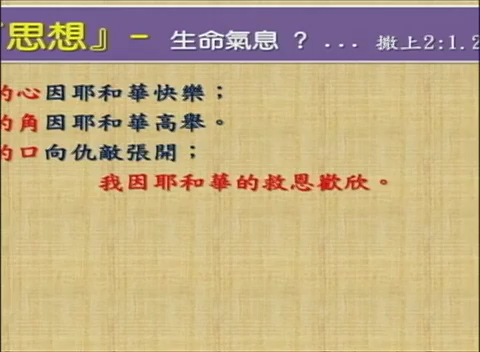 『思想』- 生命氣息 ? ... 撒上2:1.2
的心因耶和華快樂；
的角因耶和華高舉。
的口向仇敵張開；
我因耶和華的救恩歡欣。